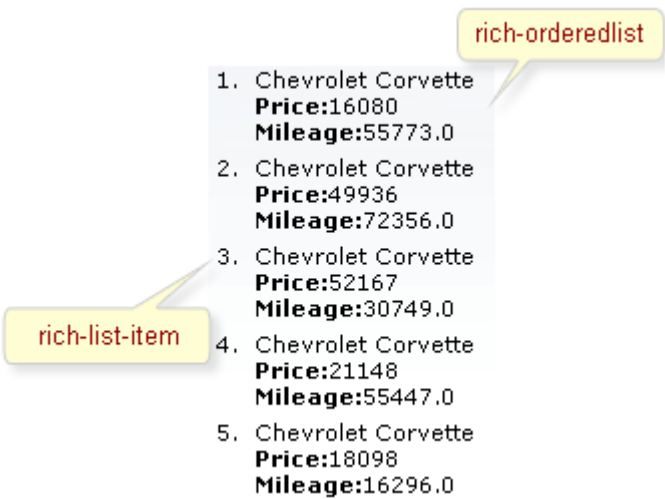 rich-orderedlist
1. Chevrolet Corvette
Price:16080
Mileage:55773.0
2. Chevrolet Corvette
Price:49936
Mileage:72356.0
3. Chevrolet Corvette
Price:52167
Mileage:30749.0
rich-list-item
4. Chevrolet Corvette
Price:21148
Mileage:55447.0
5. Chevrolet Corvette
Price:18098
Mileage:16296.0